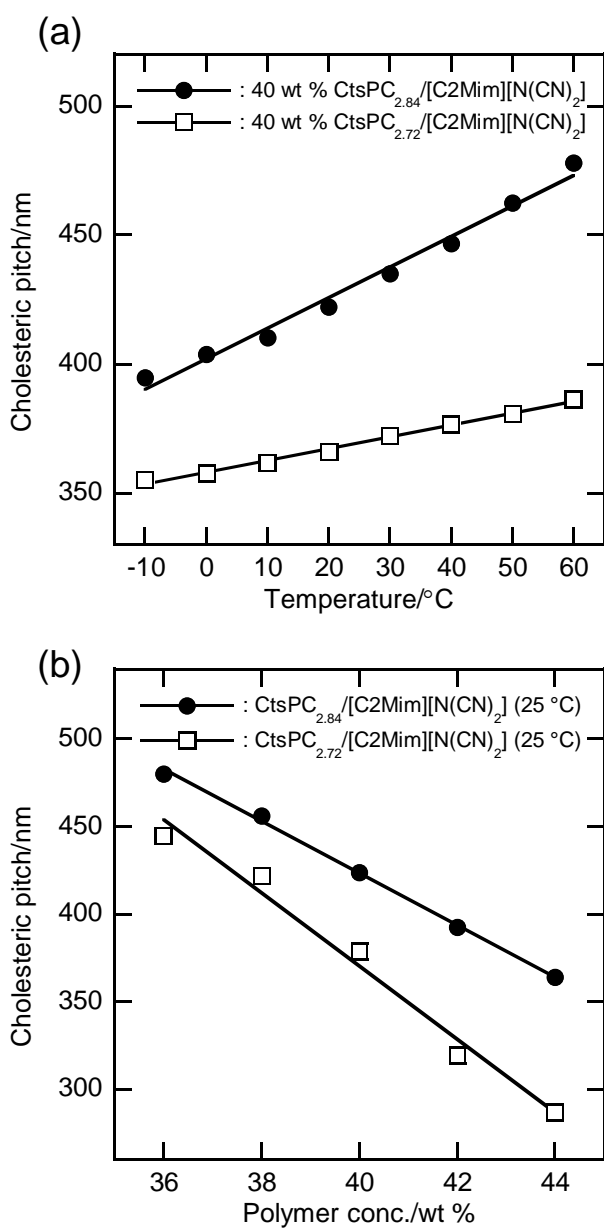 (a)
500
450
400
350
Cholesteric pitch/nm
: 40 wt % CtsPC2.84/[C2Mim][N(CN)2]
: 40 wt % CtsPC2.72/[C2Mim][N(CN)2]
-10 0 10 20 30 40 50 60
Temperature/°C
(b)
500
450
400
350
300
Cholesteric pitch/nm
: CtsPC2.84/[C2Mim][N(CN)2] (25 °C)
: CtsPC2.72/[C2Mim][N(CN)2] (25 °C)
36 38 40 42 44
Polymer conc./wt %